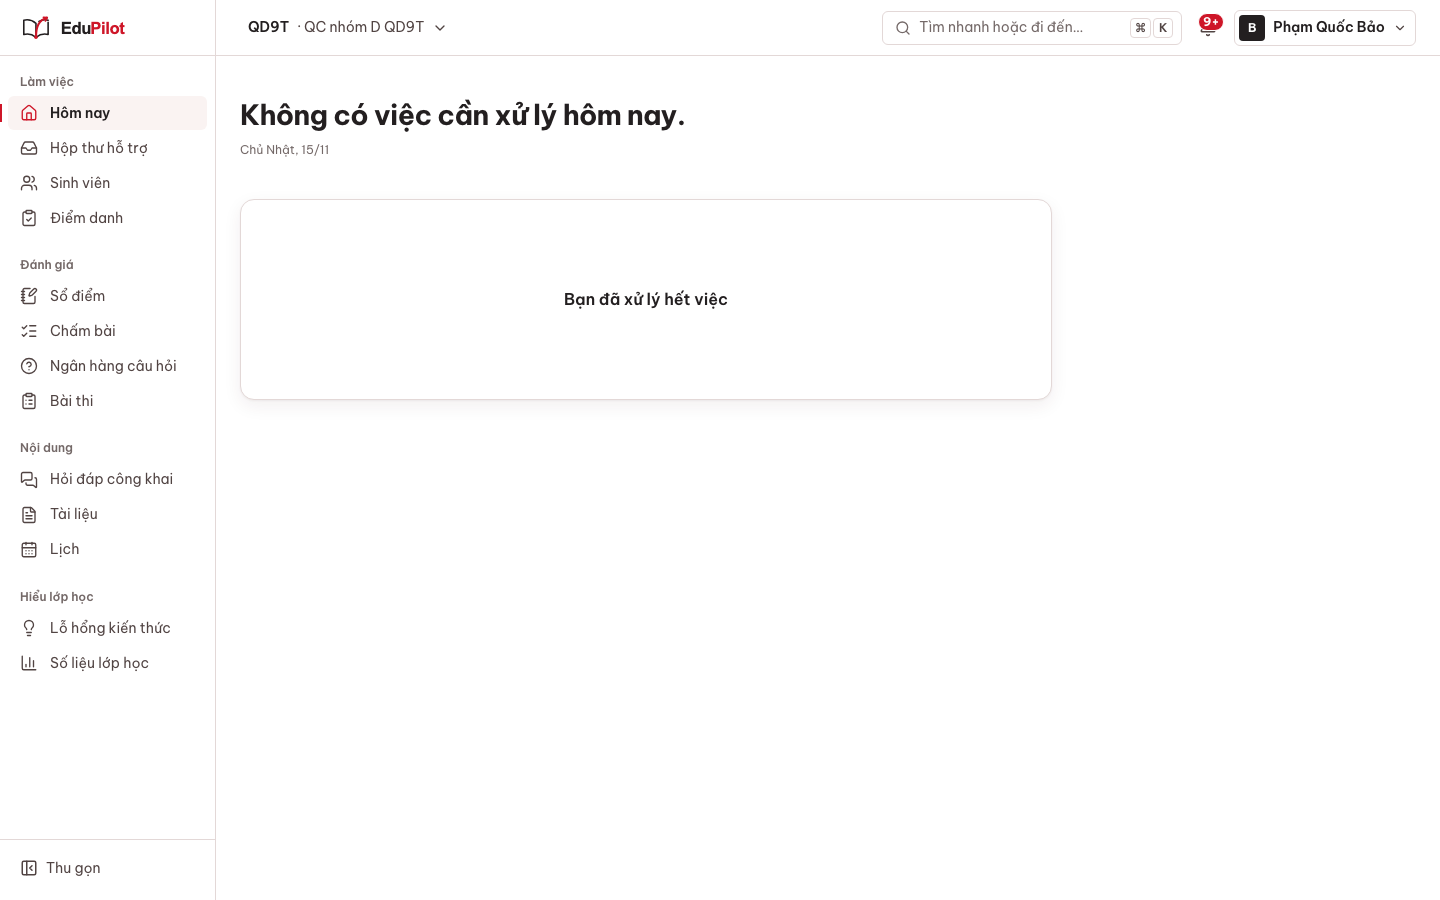 EduPilot
QD9T · QC nhóm D QD9T
Tìm nhanh hoặc đi đến...
⌘ K
9+
B
Phạm Quốc Bảo
Làm việc
Hôm nay
Hộp thư hỗ trợ
Sinh viên
Điểm danh
Đánh giá
Sổ điểm
Chấm bài
Ngân hàng câu hỏi
Bài thi
Nội dung
Hỏi đáp công khai
Tài liệu
Lịch
Hiểu lớp học
Lỗ hổng kiến thức
Số liệu lớp học
Thu gọn
Không có việc cần xử lý hôm nay.
Chủ Nhật, 15/11
Bạn đã xử lý hết việc